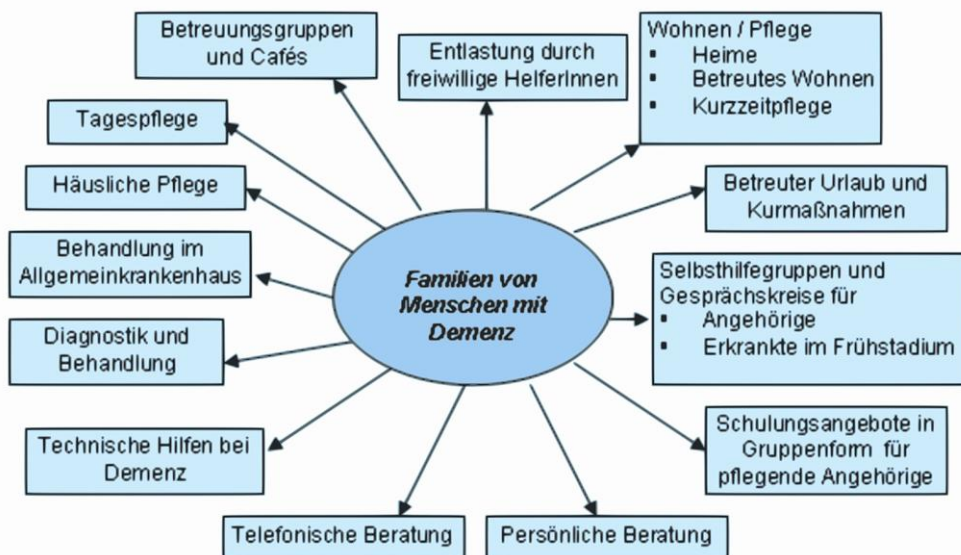 Betreuungsgruppen
und Cafés
Entlastung durch
freiwillige HelferInnen
Wohnen / Pflege
▪ Heime
▪ Betreutes Wohnen
▪ Kurzzeitpflege
Tagespflege
Häusliche Pflege
Betreuter Urlaub und
Kurmaßnahmen
Behandlung im
Allgemeinkrankenhaus
Familien von
Menschen mit
Demenz
Selbsthilfegruppen und
Gesprächskreise für
▪ Angehörige
▪ Erkrankte im Frühstadium
Diagnostik und
Behandlung
Schulungsangebote in
Gruppenform für
pflegende Angehörige
Technische Hilfen bei
Demenz
Telefonische Beratung
Persönliche Beratung